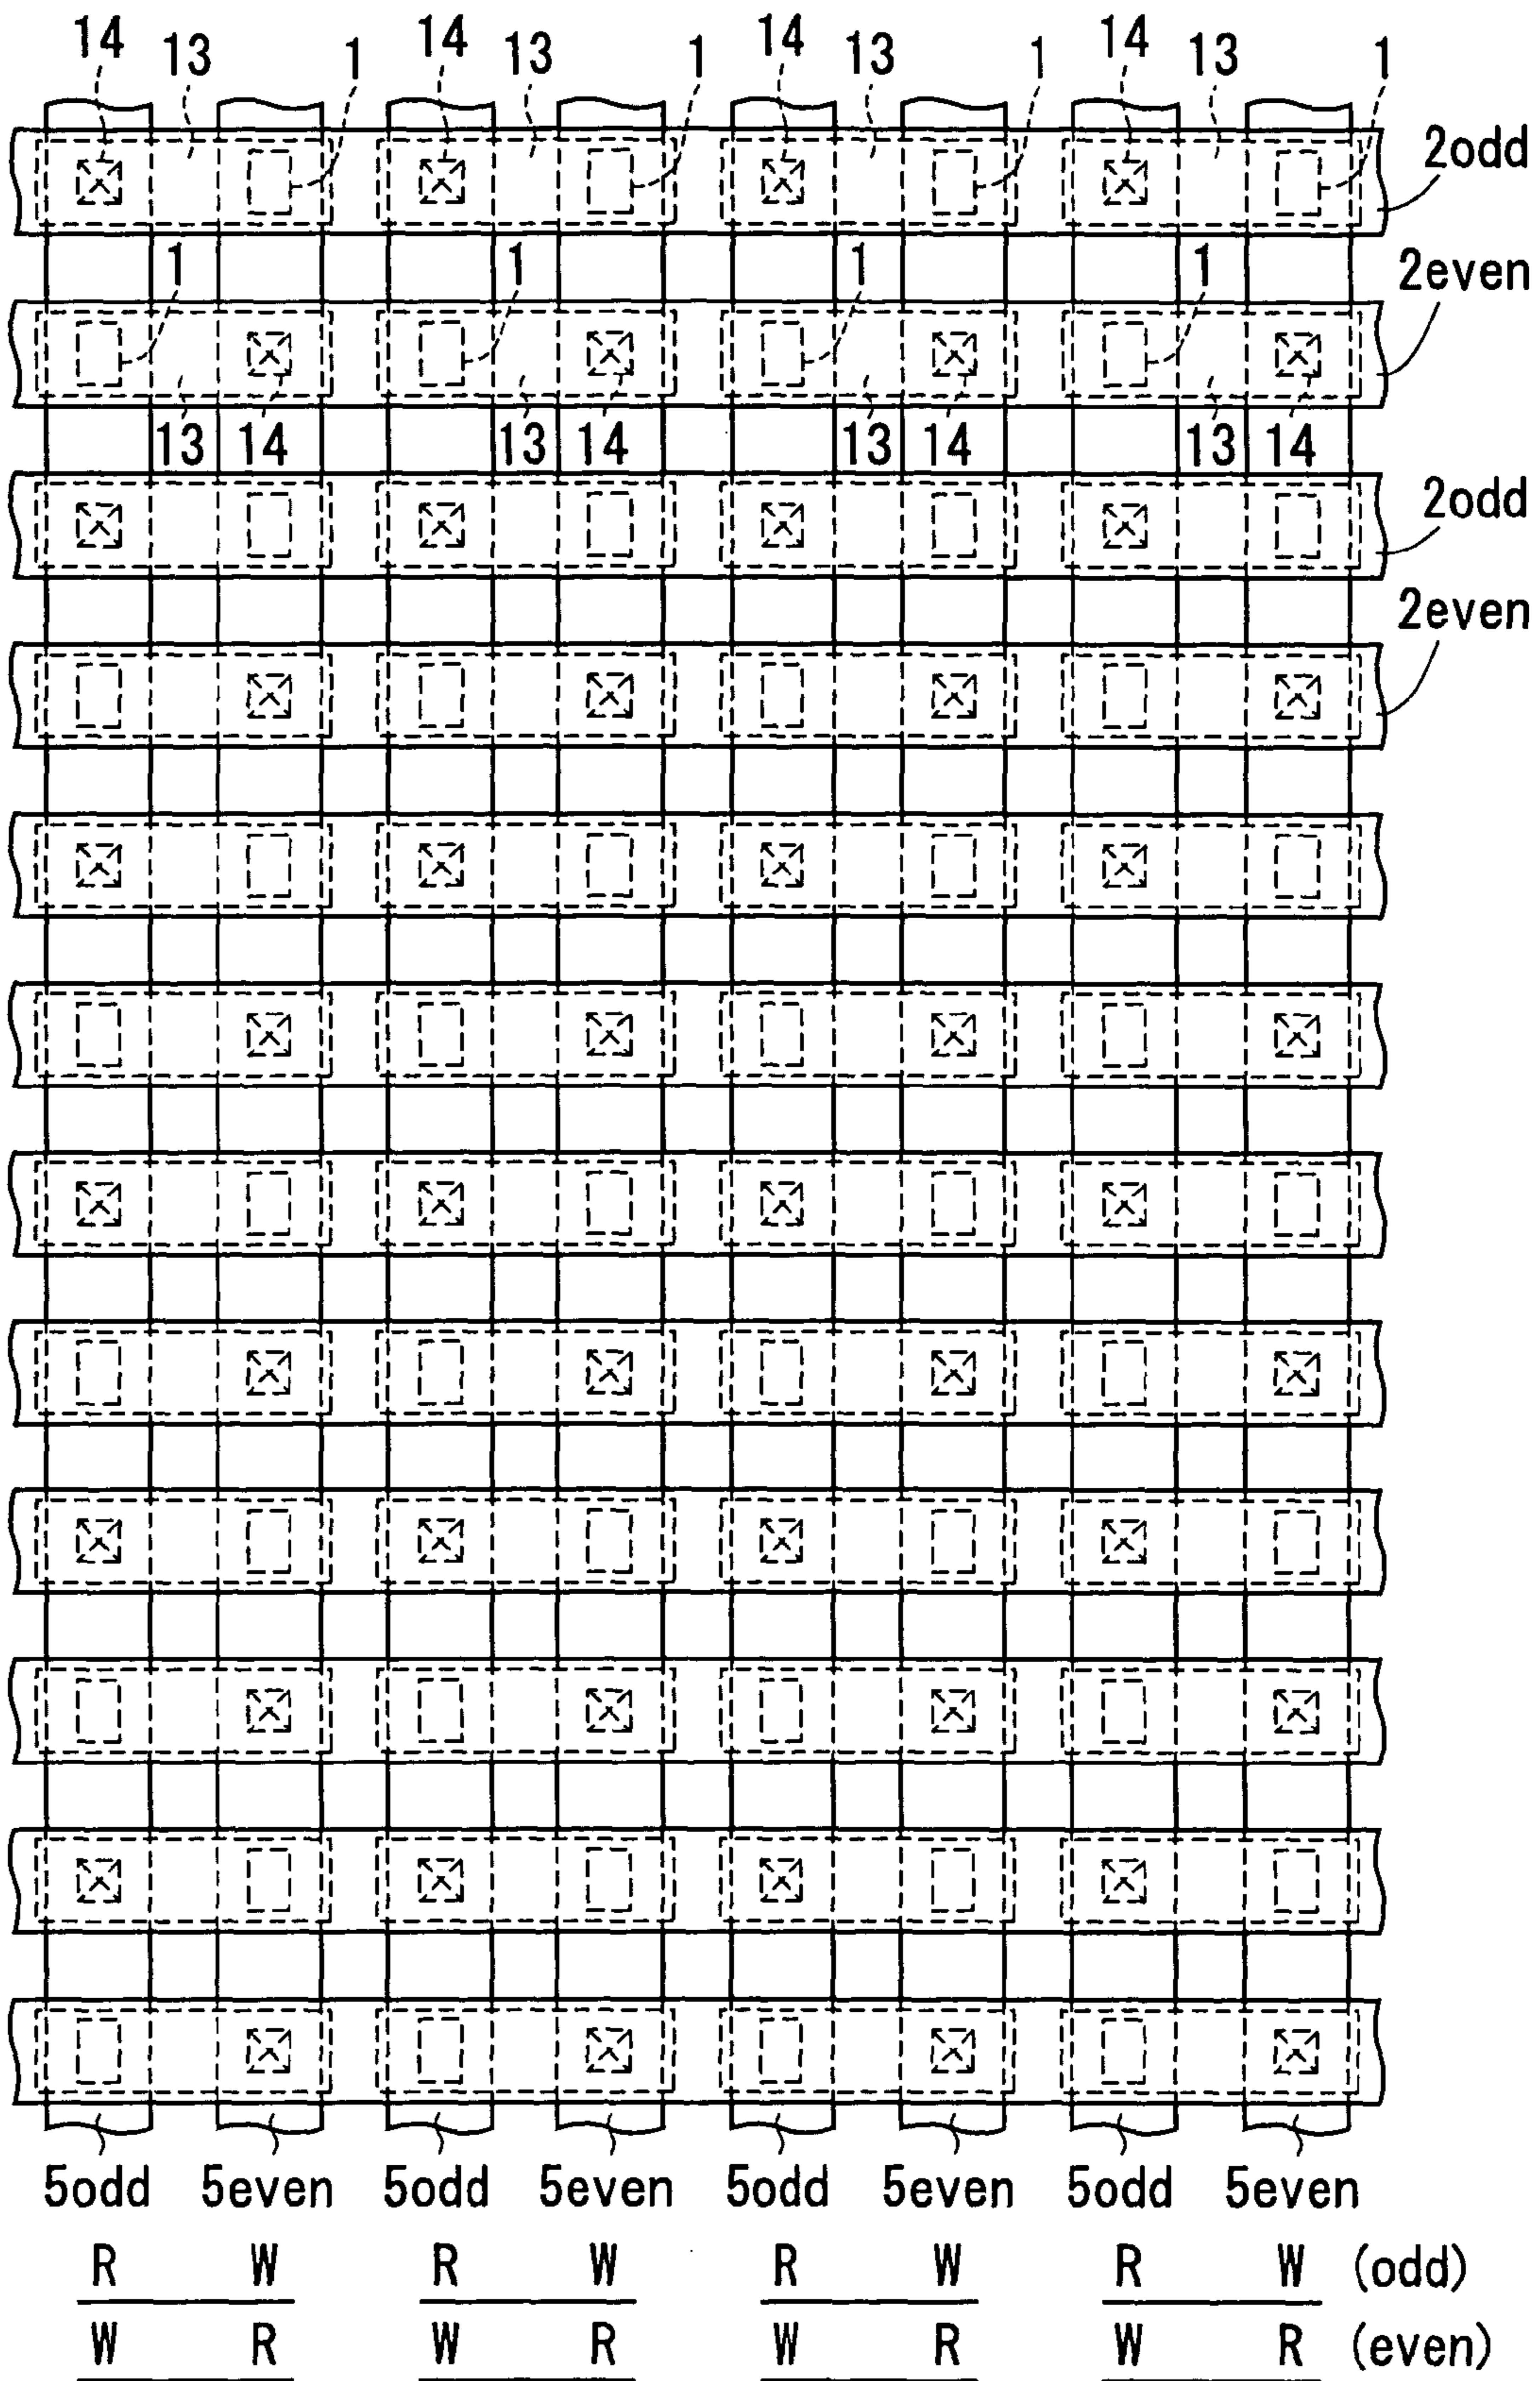 14 13 1 14 13 1 14 13 1 14 13 1
2odd
1 1 1 1
2even
13 14 13 14 13 14 13 14
2odd
2even
5odd 5even 5odd 5even 5odd 5even 5odd 5even
R W R W R W R W (odd)
W R W R W R W R (even)